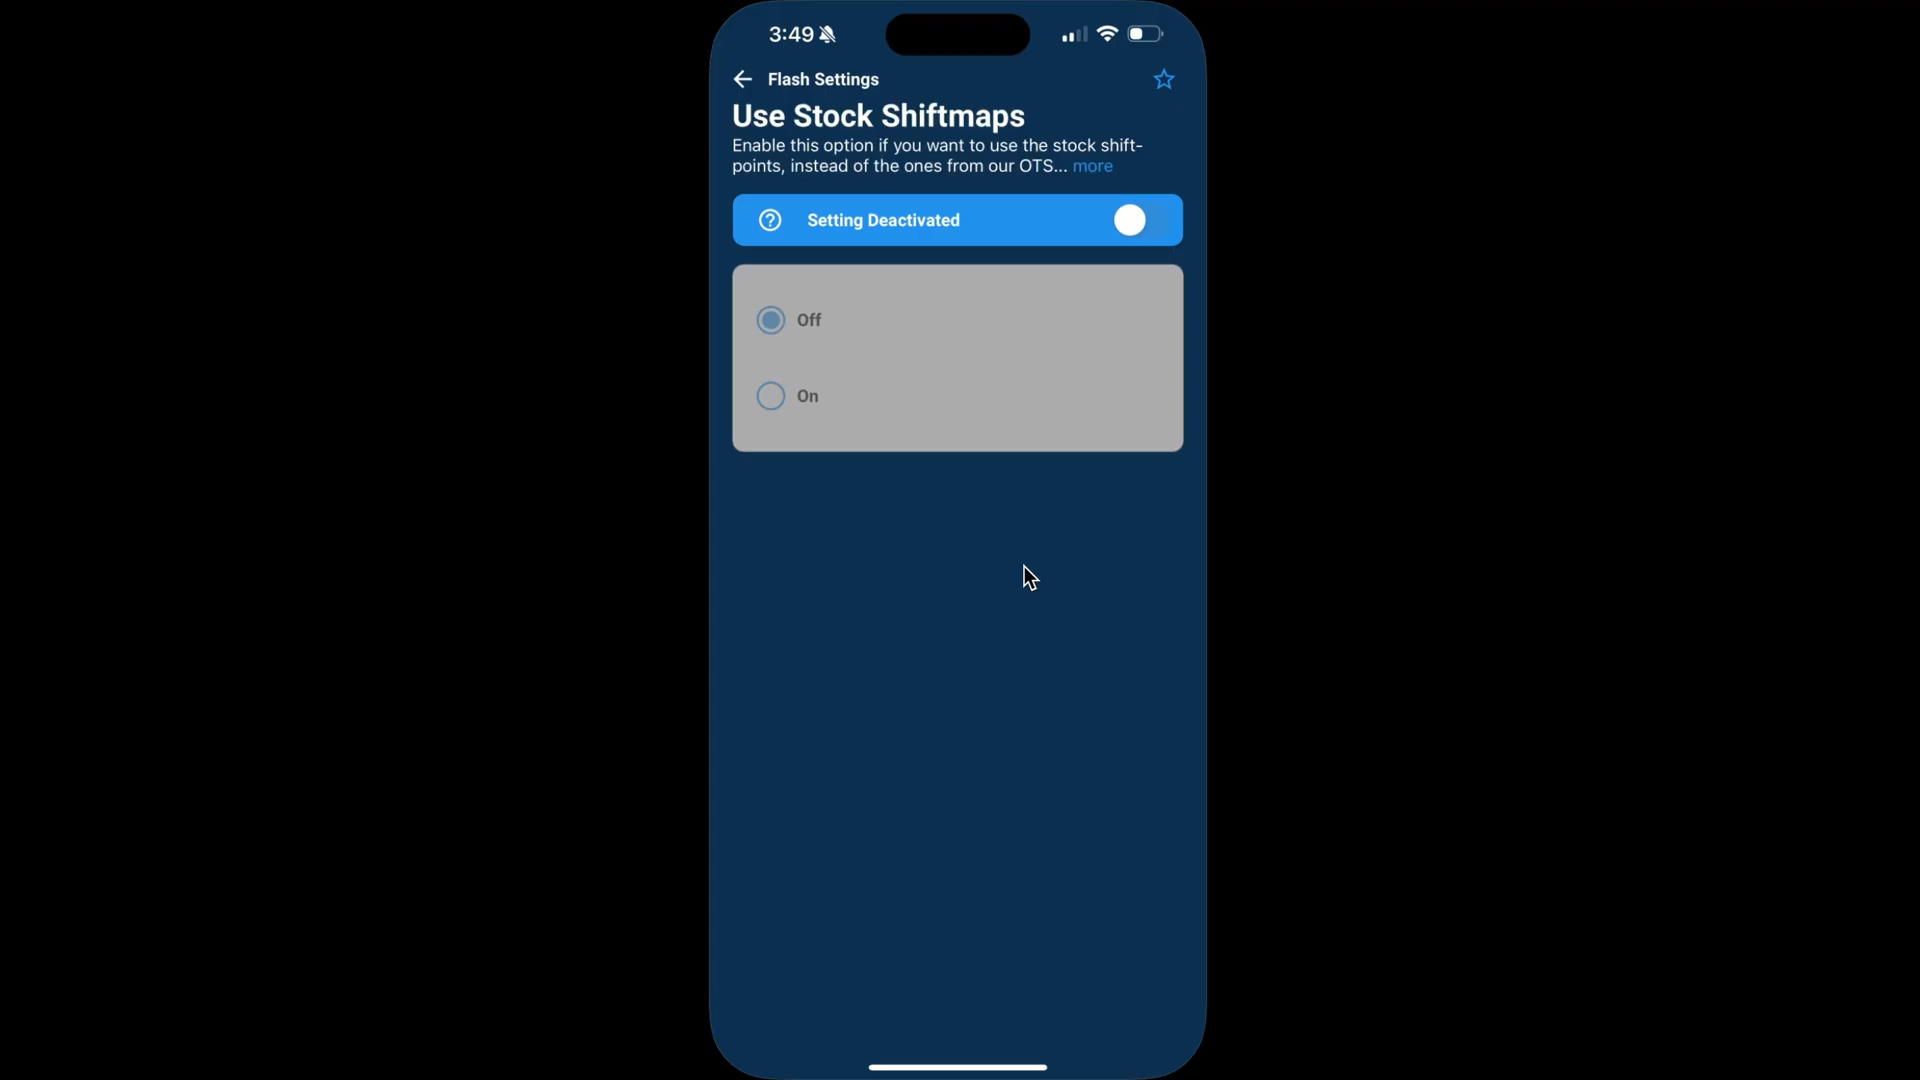 3:49
Flash Settings
Use Stock Shiftmaps
Enable this option if you want to use the stock shift-
points, instead of the ones from our OTS... more
Setting Deactivated
Off
On